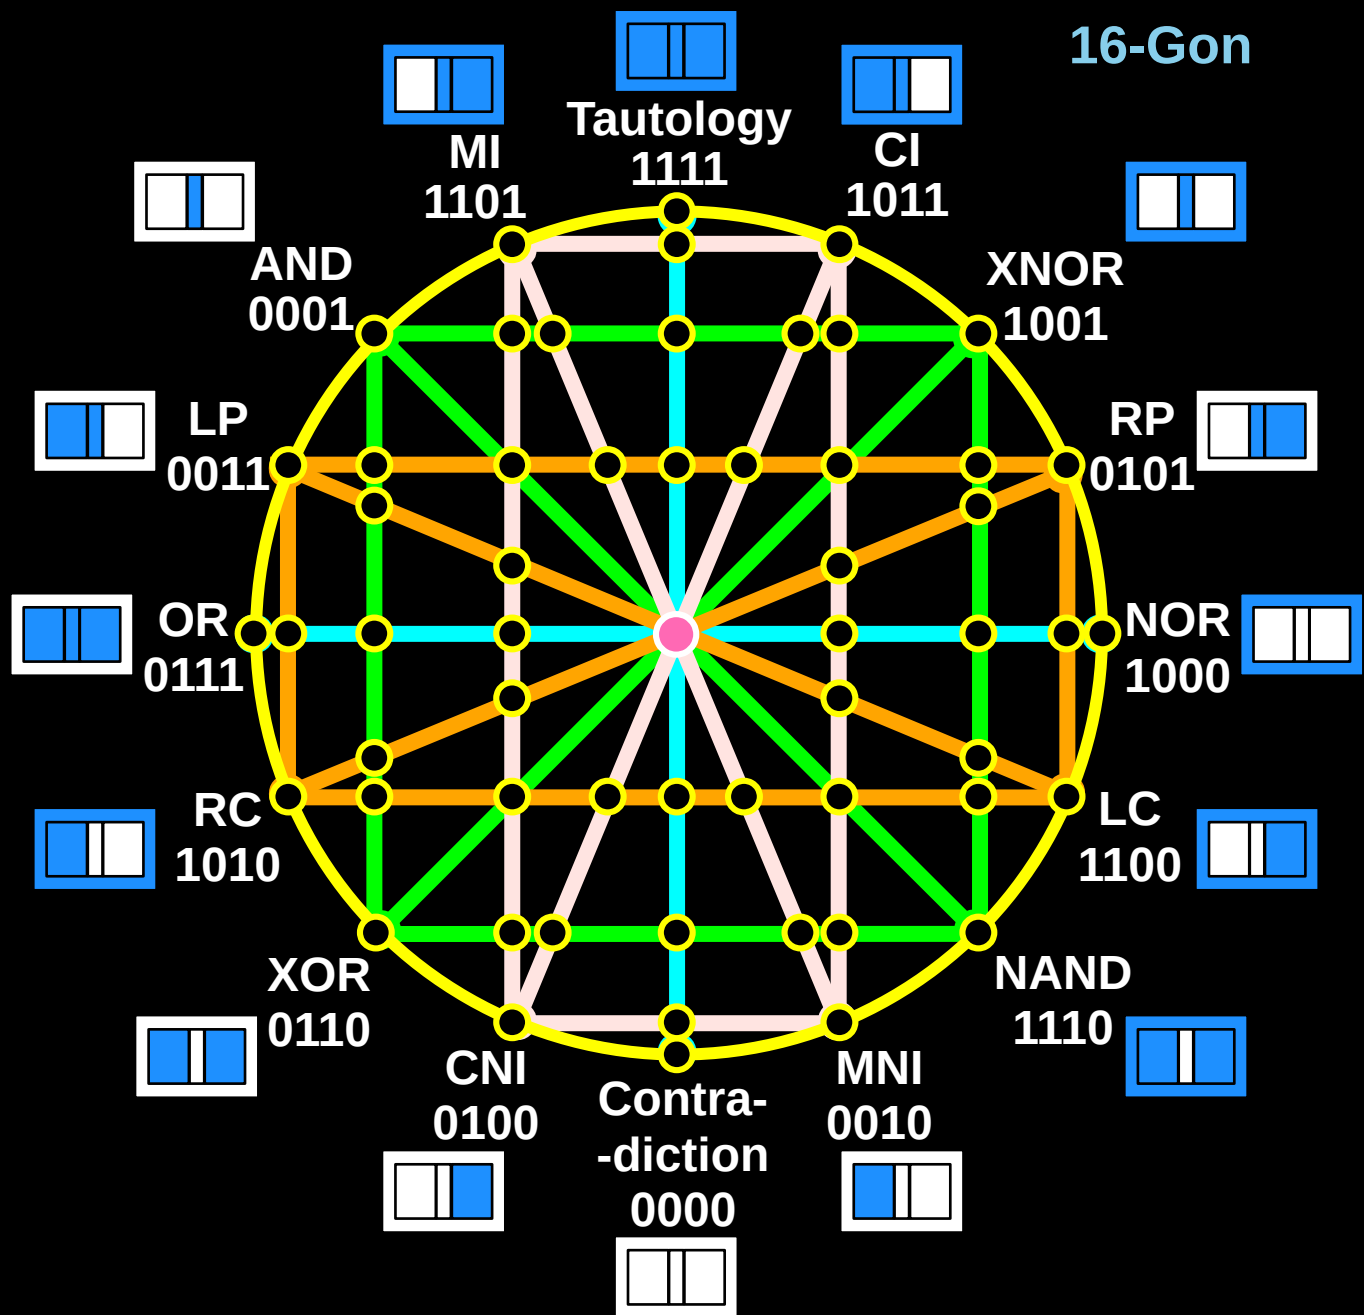 16-Gon
Tautology
1111
MI
1101
CI
1011
AND
0001
XNOR
1001
LP
0011
RP
0101
OR
0111
NOR
1000
RC
1010
LC
1100
XOR
0110
NAND
1110
CNI
0100
Contra-
-diction
0000
MNI
0010